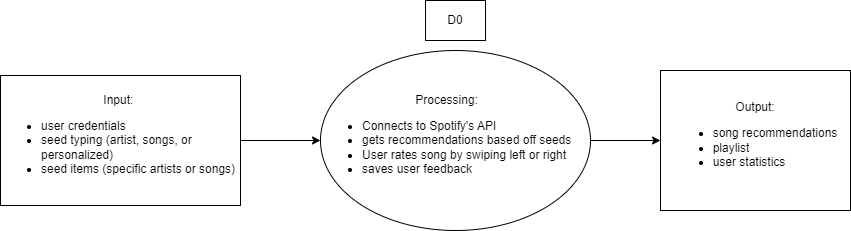 D0
Input:
• user credentials
• seed typing (artist, songs, or
personalized)
• seed items (specific artists or songs)
Processing:
• Connects to Spotify's API
• gets recommendations based off seeds
• User rates song by swiping left or right
• saves user feedback
Output:
• song recommendations
• playlist
• user statistics